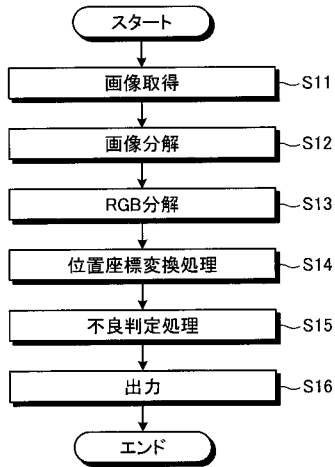 スタート
画像取得 S11
画像分解 S12
RGB分解 S13
位置座標変換処理 S14
不良判定処理 S15
出力 S16
エンド